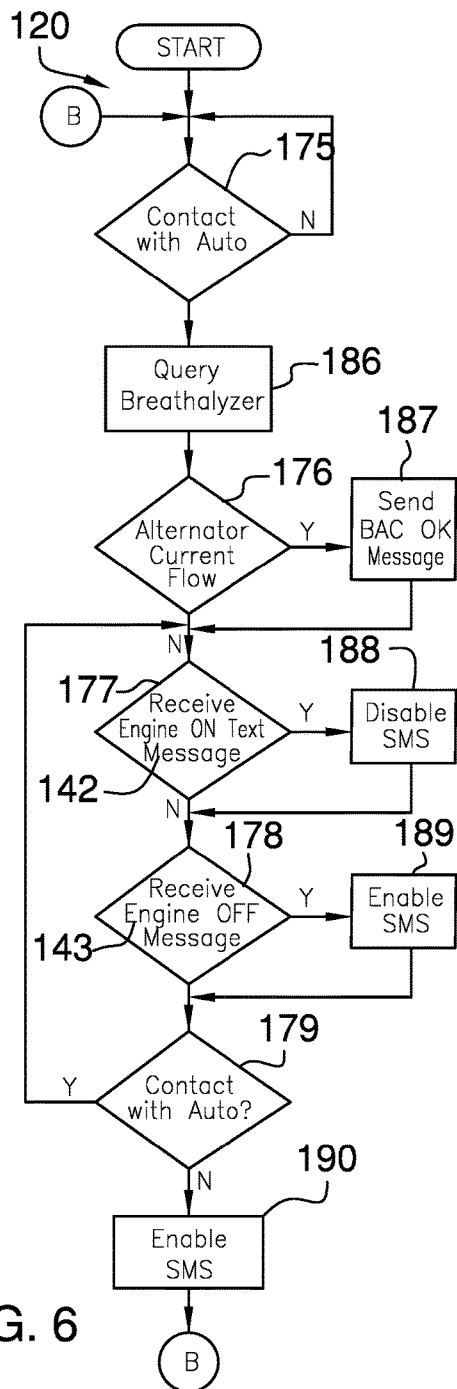 120
START
B
175
Contact
with Auto
N
Query
Breathalyzer
186
176
187
Alternator
Current
Flow
Y
Send
BAC OK
Message
N
177
188
Receive
Engine ON Text
Message
142
Y
Disable
SMS
N
178
189
Receive
Engine OFF
Message
143
Y
Enable
SMS
179
Y
Contact
with Auto?
N
190
Enable
SMS
G. 6
B